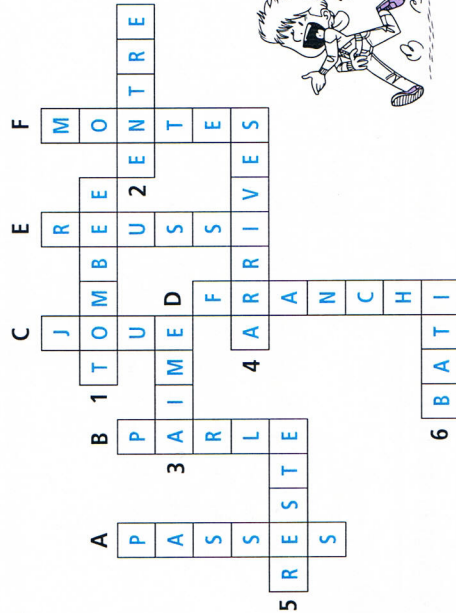 C E F
J R M
A B 1 T O M B E E O
P P U U 2 E N T R E
A 3 A I M E D S T
S R F S E
S L 4 A R R I V E S
5 R E S T E A
S N
C
H
6 B A T I